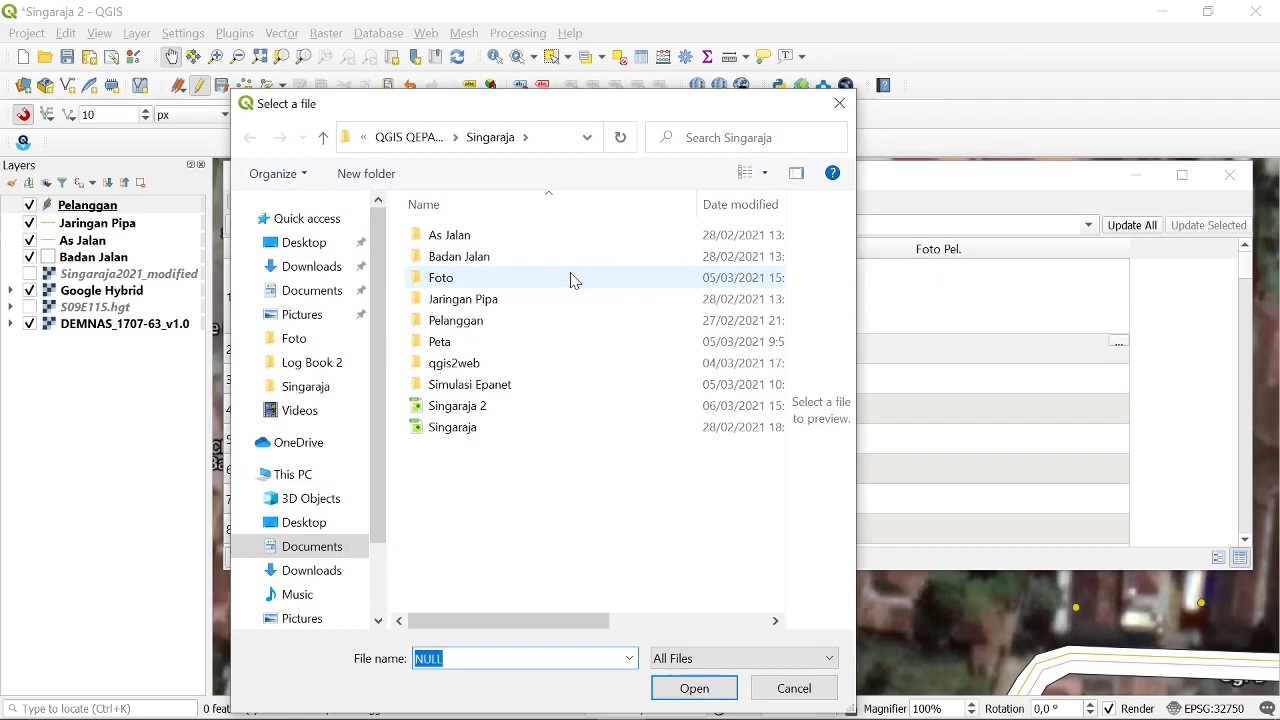 *Singaraja 2 - QGIS
Project Edit View Layer Settings Plugins Vector Raster Database Web Mesh Processing Help
10 px
Layers
Pelanggan
Jaringan Pipa
As Jalan
Badan Jalan
Singaraja2021_modified
Google Hybrid
S09E115.hgt
DEMNAS_1707-63_v1.0
Select a file
« QGIS QEPA... › Singaraja ›
Search Singaraja
Organize New folder
Quick access
Desktop
Downloads
Documents
Pictures
Foto
Log Book 2
Singaraja
Videos
OneDrive
This PC
3D Objects
Desktop
Documents
Downloads
Music
Pictures
Name Date modified
As Jalan 28/02/2021 13:
Badan Jalan 28/02/2021 13:
Foto 05/03/2021 15:
Jaringan Pipa 28/02/2021 13:
Pelanggan 27/02/2021 21:
Peta 05/03/2021 9:5
qgis2web 04/03/2021 17:
Simulasi Epanet 05/03/2021 10:
Singaraja 2 06/03/2021 15:
Singaraja 28/02/2021 18:
Select a file
to preview.
File name: NULL
All Files
Open Cancel
Update All Update Selected
Foto Pel.
...
Type to locate (Ctrl+K)
0 feat
Magnifier 100% Rotation 0,0° Render EPSG:32750